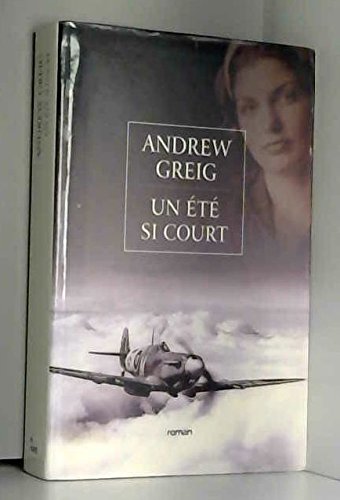 ANDREW
GREIG
UN ÉTÉ
SI COURT
roman